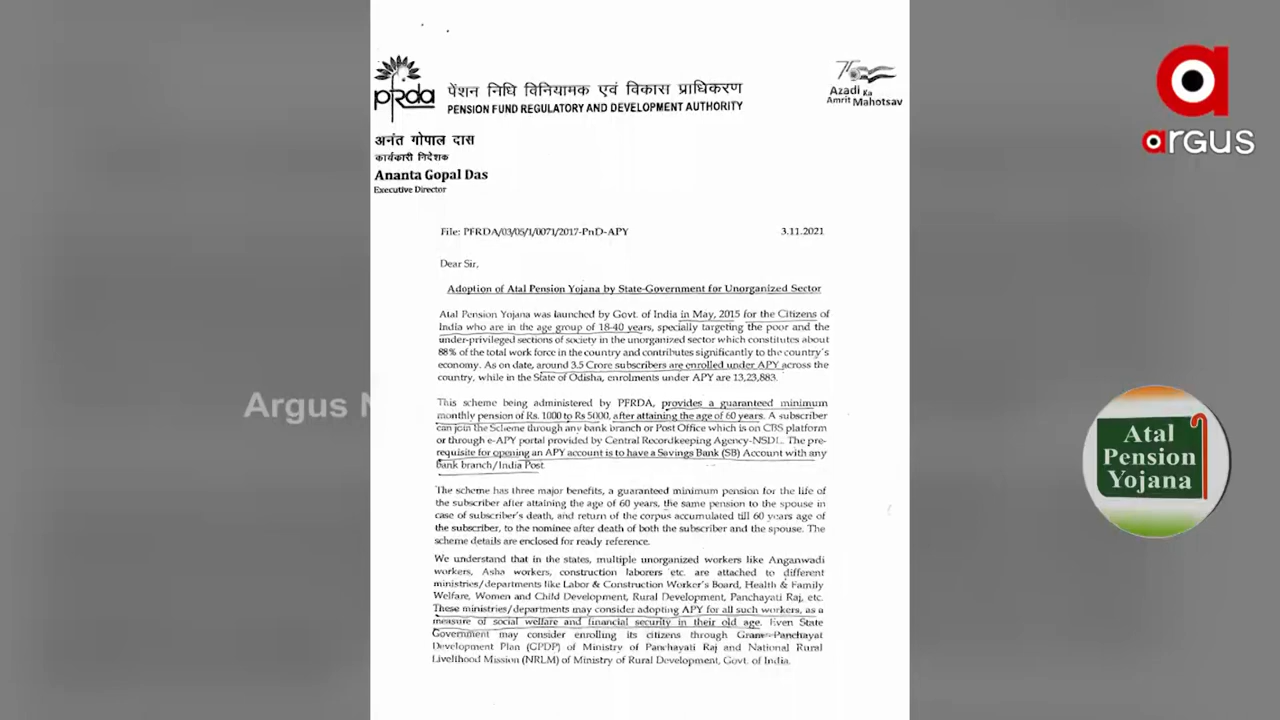 पेंशन निधि विनियामक एवं विकास प्राधिकरण
PENSION FUND REGULATORY AND DEVELOPMENT AUTHORITY
prda
75
Azadi Ka
Amrit Mahotsav
argus
अनंत गोपाल दास
कार्यकारी निदेशक
Ananta Gopal Das
Executive Director
File: PFRDA/03/05/1/0071/2017-PnD-APY 3.11.2021
Dear Sir,
Adoption of Atal Pension Yojana by State-Government for Unorganized Sector
Atal Pension Yojana was launched by Govt. of India in May, 2015 for the Citizens of
India who are in the age group of 18-40 years, specially targeting the poor and the
under-privileged sections of society in the unorganized sector which constitutes about
88% of the total work force in the country and contributes significantly to the country's
economy. As on date, around 3.5 Crore subscribers are enrolled under APY across the
country, while in the State of Odisha, enrolments under APY are 13,23,883.
This scheme being administered by PFRDA, provides a guaranteed minimum
monthly pension of Rs. 1000 to Rs 5000, after attaining the age of 60 years. A subscriber
can join the Scheme through any bank branch or Post Office which is on CBS platform
or through e-APY portal provided by Central Recordkeeping Agency-NSDL. The pre-
requisite for opening an APY account is to have a Savings Bank (SB) Account with any
Bank branch/India Post.
The scheme has three major benefits, a guaranteed minimum pension for the life of
the subscriber after attaining the age of 60 years, the same pension to the spouse in
case of subscriber's death, and return of the corpus accumulated till 60 years age of
the subscriber, to the nominee after death of both the subscriber and the spouse. The
scheme details are enclosed for ready reference.
We understand that in the states, multiple unorganized workers like Anganwadi
workers, Asha workers, construction laborers etc. are attached to different
ministries/departments like Labor & Construction Worker's Board, Health & Family
Welfare, Women and Child Development, Rural Development, Panchayati Raj, etc.
These ministries/departments may consider adopting APY for all such workers, as a
measure of social welfare and financial security in their old age. Even State
Government may consider enrolling its citizens through Gram-Panchayat
Development Plan (GPDP) of Ministry of Panchayati Raj and National Rural
Livelihood Mission (NRLM) of Ministry of Rural Development, Govt. of India.
Argus N
Atal
Pension
Yojana